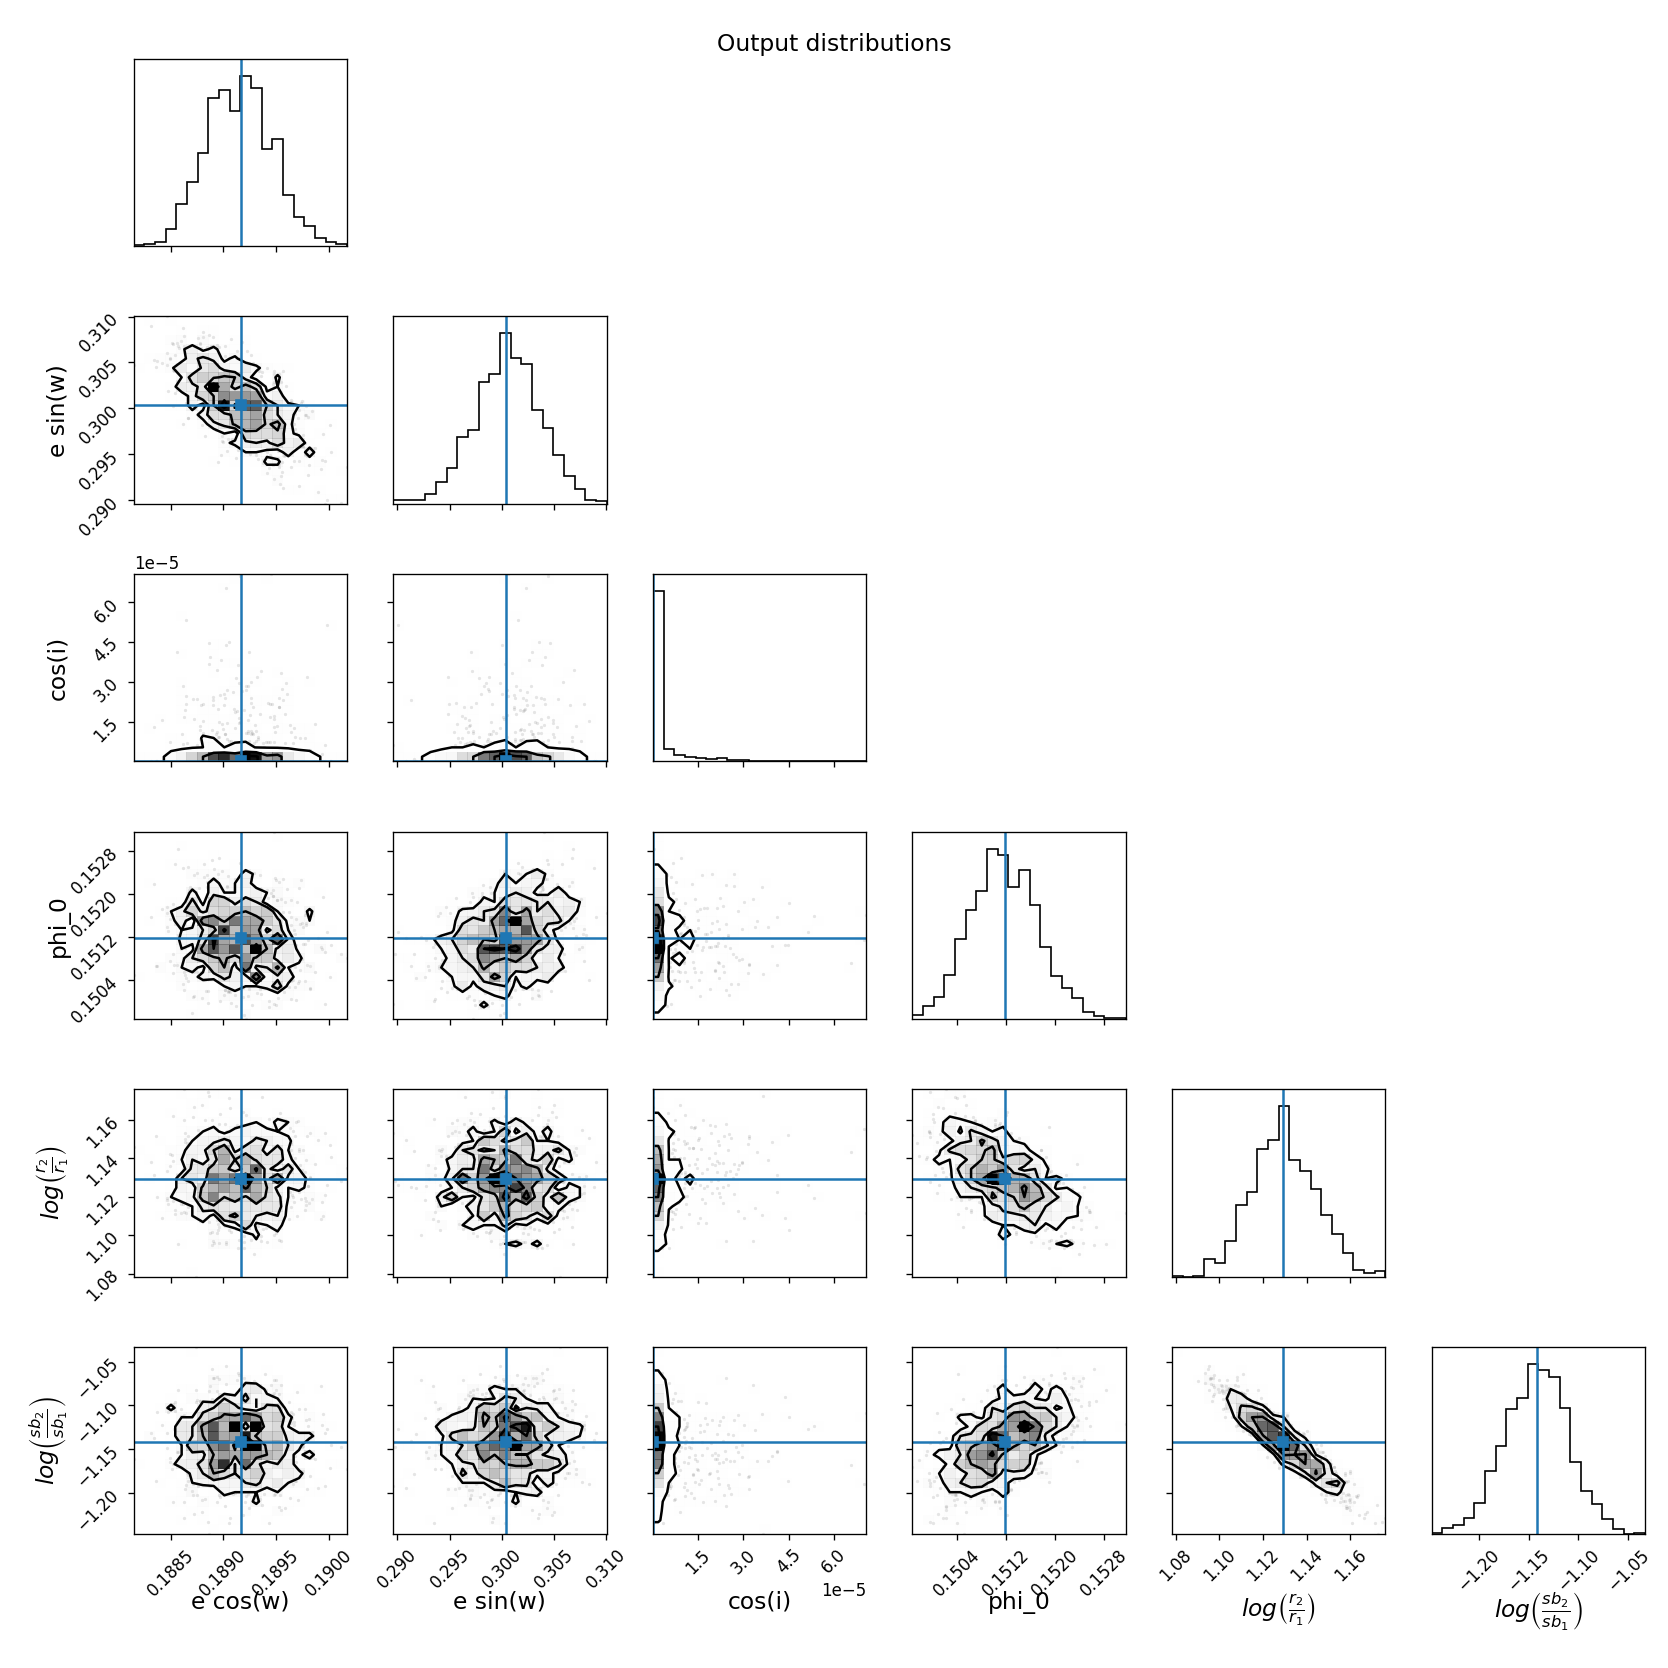 Output distributions
0.310
0.305
0.300
0.295
0.290
e sin(w)
1e−5
6.0
4.5
3.0
1.5
cos(i)
0.1528
0.1520
0.1512
0.1504
phi_0
1.16
1.14
1.12
1.10
1.08
log(r2/r1)
−1.05
−1.10
−1.15
−1.20
log(sb2/sb1)
0.1885 0.1890 0.1895 0.1900
e cos(w)
0.290 0.295 0.300 0.305 0.310
e sin(w)
1.5 3.0 4.5 6.0
1e−5
cos(i)
0.1504 0.1512 0.1520 0.1528
phi_0
1.08 1.10 1.12 1.14 1.16
log(r2/r1)
−1.20 −1.15 −1.10 −1.05
log(sb2/sb1)